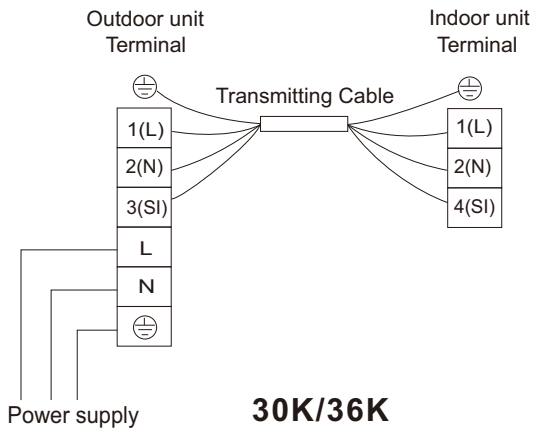 Outdoor unit
Terminal
Indoor unit
Terminal
Transmitting Cable
1(L)
2(N)
3(SI)
L
N
1(L)
2(N)
4(SI)
Power supply
30K/36K